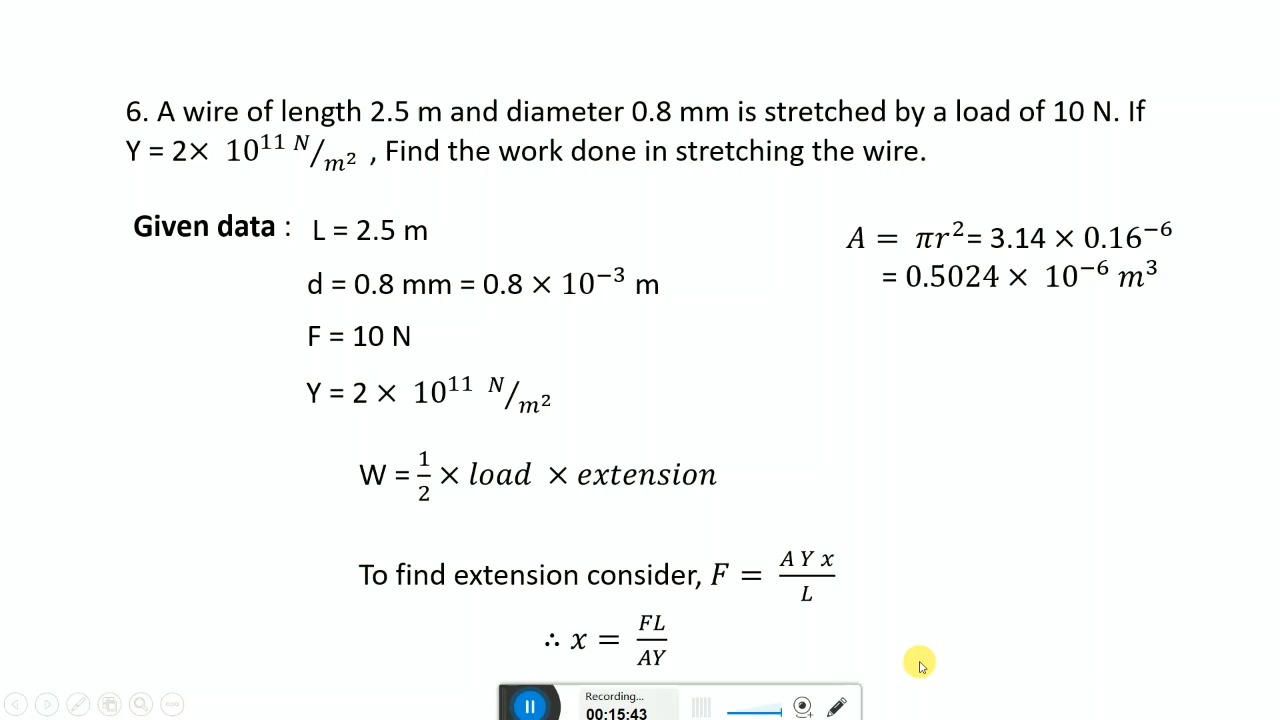 6. A wire of length 2.5 m and diameter 0.8 mm is stretched by a load of 10 N. If
Y = 2× 10¹¹ N/m² , Find the work done in stretching the wire.
Given data : L = 2.5 m
d = 0.8 mm = 0.8 × 10⁻³ m
F = 10 N
Y = 2 × 10¹¹ N/m²
W = 1/2 × load × extension
To find extension consider, F = A Y x / L
∴ x = FL / AY
A = πr² = 3.14 × 0.16⁻⁶
= 0.5024 × 10⁻⁶ m³
Recording...
00:15:43